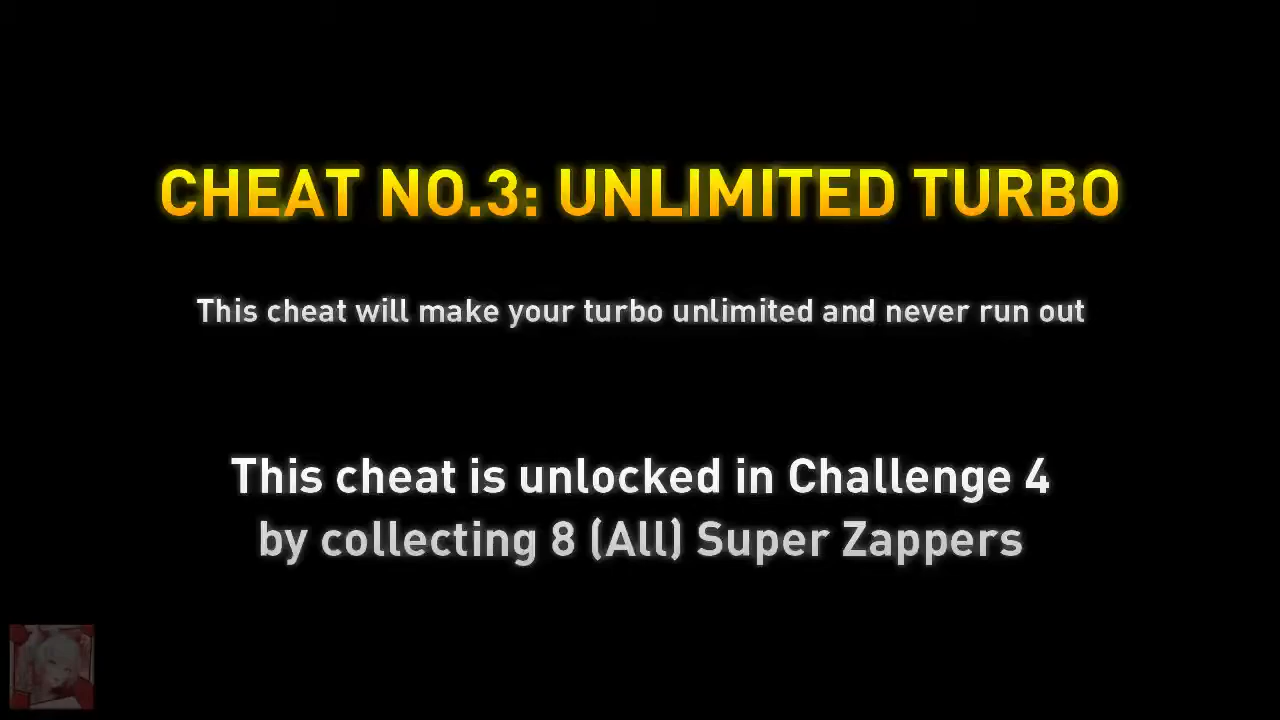 CHEAT NO.3: UNLIMITED TURBO
This cheat will make your turbo unlimited and never run out
This cheat is unlocked in Challenge 4
by collecting 8 (All) Super Zappers